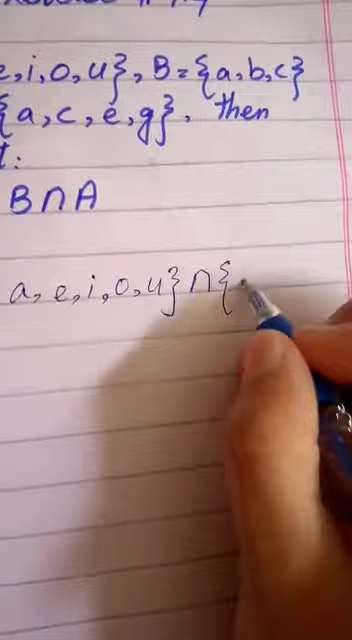 e, i, o, u}, B = {a, b, c}
{a, c, e, g}, then
t:
B ∩ A
a, e, i, o, u} ∩ {